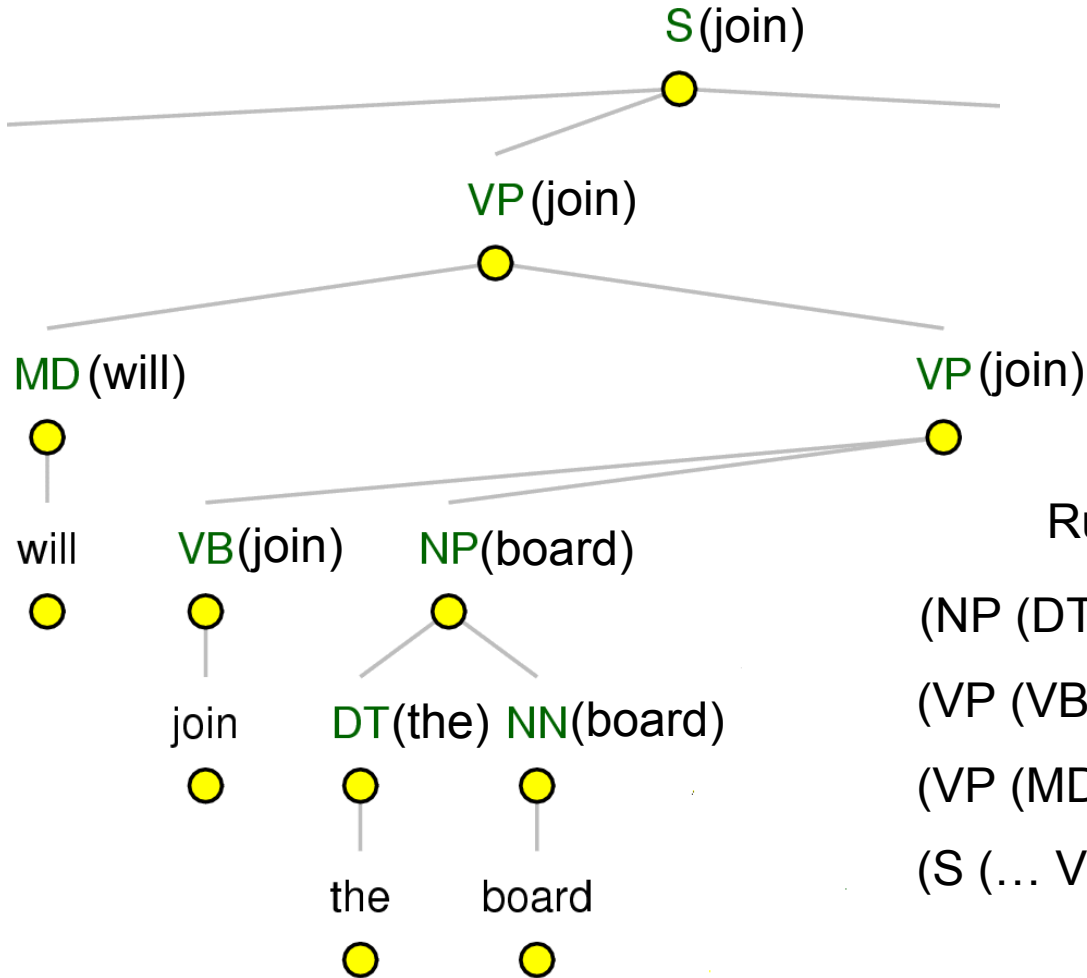 S(join)
VP(join)
MD(will) VP(join)
will VB(join) NP(board)
Ru
(NP (DT
join DT(the) NN(board)
(VP (VB
(VP (MD
the board
(S (… V